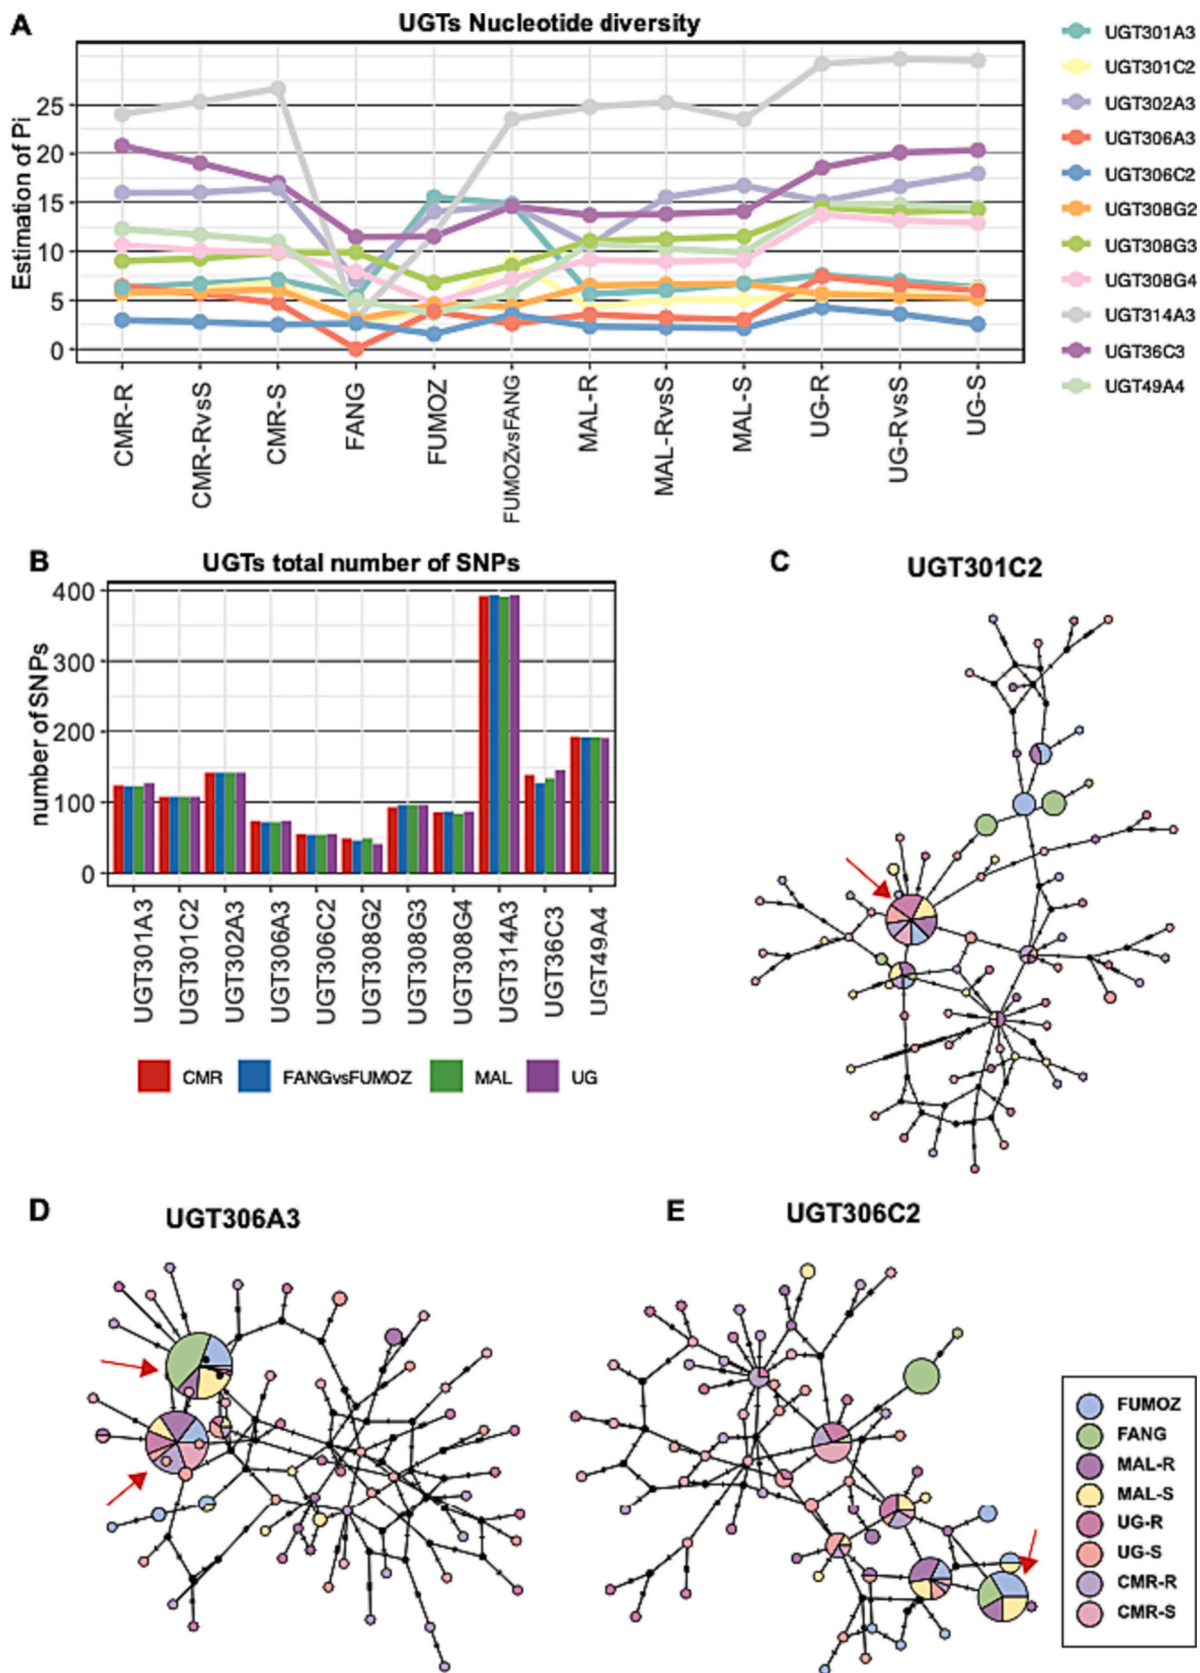 A
UGTs Nucleotide diversity
Estimation of Pi
25
20
15
10
5
0
CMR-R
CMR-RvsS
CMR-S
FANG
FUMOZ
FUMOZvsFANG
MAL-R
MAL-RvsS
MAL-S
UG-R
UG-RvsS
UG-S
UGT301A3
UGT301C2
UGT302A3
UGT306A3
UGT306C2
UGT308G2
UGT308G3
UGT308G4
UGT314A3
UGT36C3
UGT49A4
B
UGTs total number of SNPs
number of SNPs
400
300
200
100
0
UGT301A3
UGT301C2
UGT302A3
UGT306A3
UGT306C2
UGT308G2
UGT308G3
UGT308G4
UGT314A3
UGT36C3
UGT49A4
CMR
FANGvsFUMOZ
MAL
UG
C
UGT301C2
D
UGT306A3
E
UGT306C2
FUMOZ
FANG
MAL-R
MAL-S
UG-R
UG-S
CMR-R
CMR-S